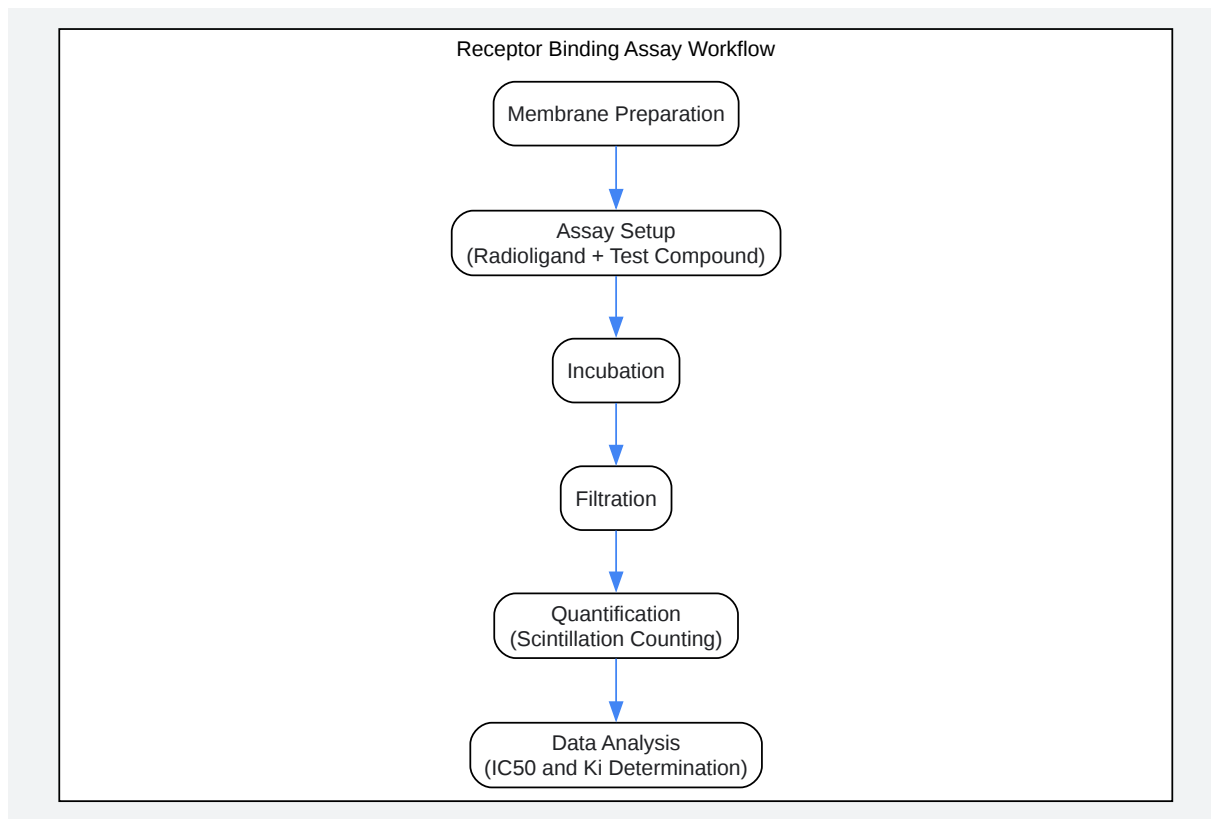 Receptor Binding Assay Workflow
Membrane Preparation
Assay Setup
(Radioligand + Test Compound)
Incubation
Filtration
Quantification
(Scintillation Counting)
Data Analysis
(IC50 and Ki Determination)